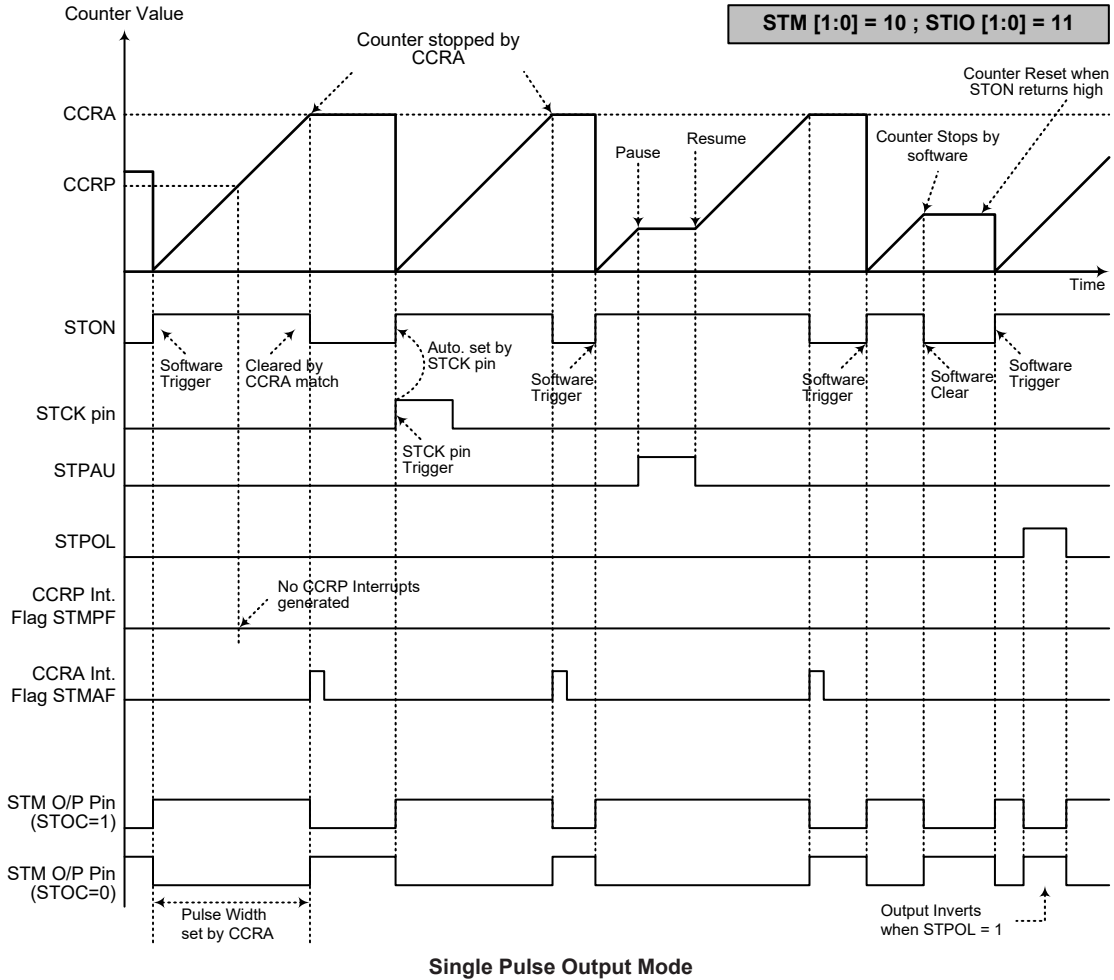 Counter Value
STM [1:0] = 10 ; STIO [1:0] = 11
Counter stopped by
CCRA
Counter Reset when
STON returns high
CCRA
Pause
Resume
Counter Stops by
software
CCRP
Time
STON
Software
Trigger
Cleared by
CCRA match
Auto. set by
STCK pin
Software
Trigger
Software
Trigger
Software
Clear
Software
Trigger
STCK pin
STCK pin
Trigger
STPAU
STPOL
CCRP Int.
Flag STMPF
No CCRP Interrupts
generated
CCRA Int.
Flag STMAF
STM O/P Pin
(STOC=1)
STM O/P Pin
(STOC=0)
Pulse Width
set by CCRA
Output Inverts
when STPOL = 1
Single Pulse Output Mode